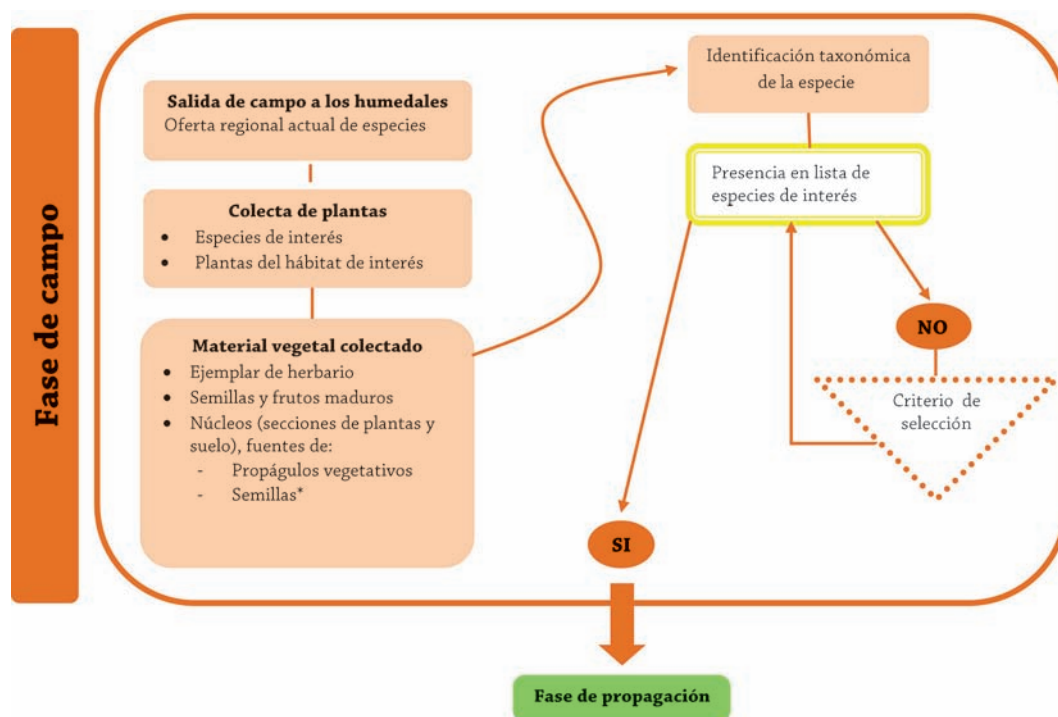 Fase de campo
Salida de campo a los humedales
Oferta regional actual de especies
Colecta de plantas
• Especies de interés
• Plantas del hábitat de interés
Material vegetal colectado
• Ejemplar de herbario
• Semillas y frutos maduros
• Núcleos (secciones de plantas y
suelo), fuentes de:
- Propágulos vegetativos
- Semillas*
Identificación taxonómica
de la especie
Presencia en lista de
especies de interés
NO
Criterio de
selección
SI
Fase de propagación